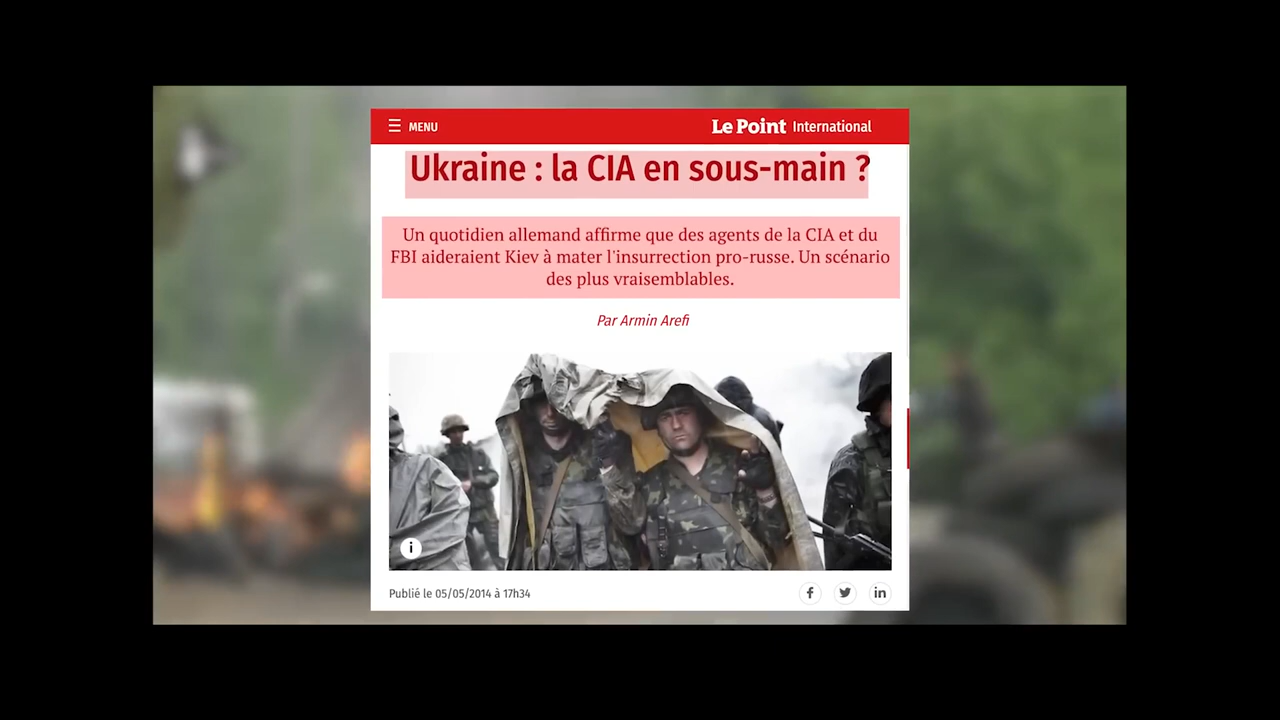 MENU
Le Point International
Ukraine : la CIA en sous-main ?
Un quotidien allemand affirme que des agents de la CIA et du
FBI aideraient Kiev à mater l'insurrection pro-russe. Un scénario
des plus vraisemblables.
Par Armin Arefi
i
Publié le 05/05/2014 à 17h34
f
in